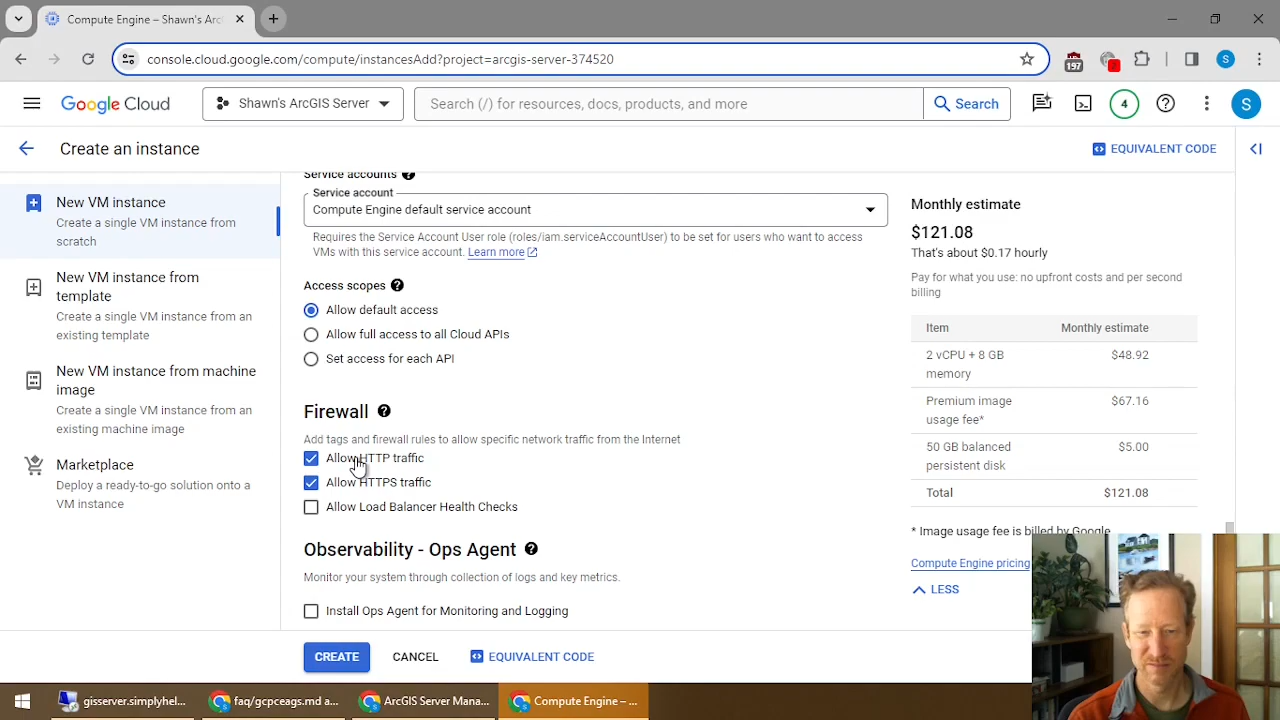 Compute Engine – Shawn's Arc
console.cloud.google.com/compute/instancesAdd?project=arcgis-server-374520
197
2
S
Google Cloud
Shawn's ArcGIS Server
Search (/) for resources, docs, products, and more
Search
4
S
Create an instance
EQUIVALENT CODE
New VM instance
Create a single VM instance from
scratch
New VM instance from
template
Create a single VM instance from an
existing template
New VM instance from machine
image
Create a single VM instance from an
existing machine image
Marketplace
Deploy a ready-to-go solution onto a
VM instance
Service accounts
Service account
Compute Engine default service account
Requires the Service Account User role (roles/iam.serviceAccountUser) to be set for users who want to access
VMs with this service account. Learn more
Access scopes
Allow default access
Allow full access to all Cloud APIs
Set access for each API
Firewall
Add tags and firewall rules to allow specific network traffic from the Internet
Allow HTTP traffic
Allow HTTPS traffic
Allow Load Balancer Health Checks
Observability - Ops Agent
Monitor your system through collection of logs and key metrics.
Install Ops Agent for Monitoring and Logging
CREATE
CANCEL
EQUIVALENT CODE
Monthly estimate
$121.08
That's about $0.17 hourly
Pay for what you use: no upfront costs and per second
billing
Item Monthly estimate
2 vCPU + 8 GB
memory $48.92
Premium image
usage fee* $67.16
50 GB balanced
persistent disk $5.00
Total $121.08
* Image usage fee is billed by Google
Compute Engine pricing
LESS
gisserver.simplyhel...
faq/gcpceags.md a...
ArcGIS Server Mana...
Compute Engine – ...